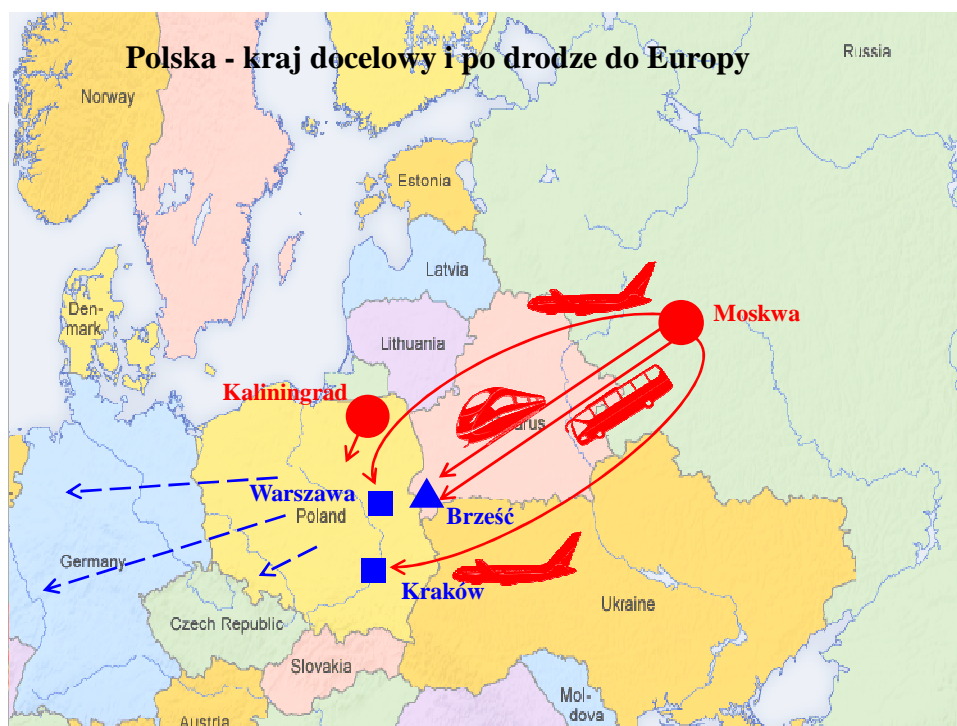 Polska - kraj docelowy i po drodze do Europy
Russia
Norway
Estonia
Latvia
Den-
mark
Moskwa
Lithuania
Kaliningrad
arus
Warszawa
Poland
Brześć
Germany
Kraków
Ukraine
Czech Republic
Slovakia
Mol-
dova
Austria